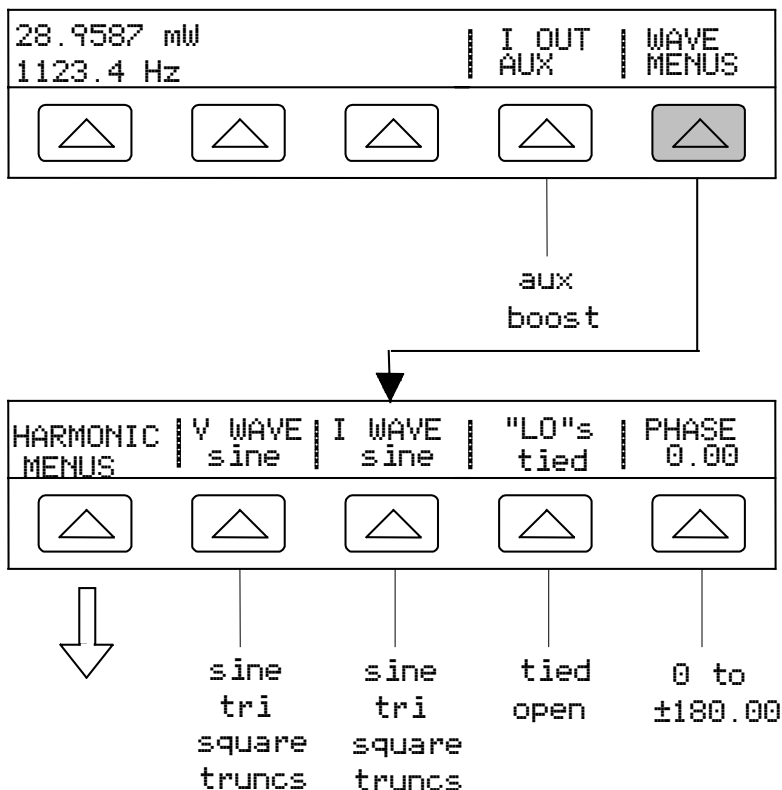 28.9587 mW
1123.4 Hz
I OUT
AUX
WAVE
MENUS
aux
boost
HARMONIC
MENUS
V WAVE
sine
I WAVE
sine
"LO"s
tied
PHASE
0.00
sine
tri
square
truncs
sine
tri
square
truncs
tied
open
0 to
±180.00